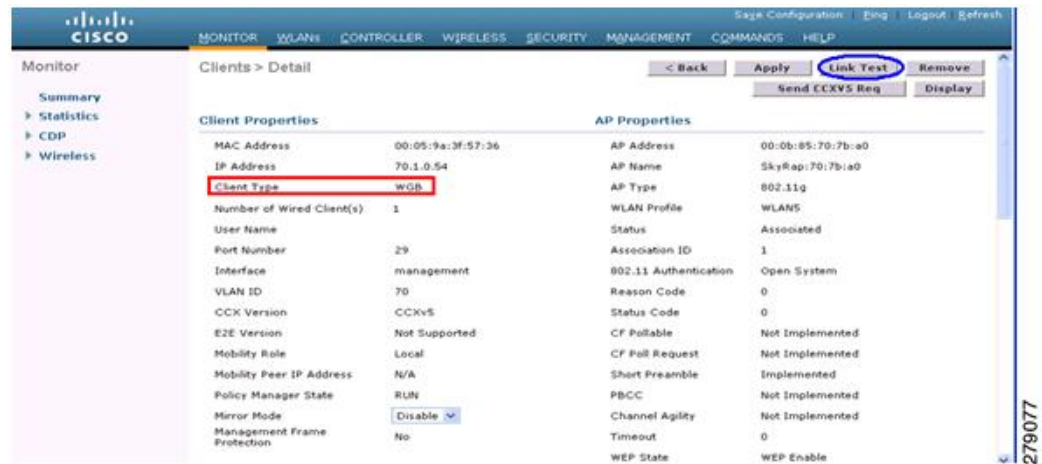 Save Configuration Ping Logout Refresh
CISCO
MONITOR WLANs CONTROLLER WIRELESS SECURITY MANAGEMENT COMMANDS HELP
Monitor
Summary
Statistics
CDP
Wireless
Clients > Detail
< Back Apply Link Test Remove
Send CCXV5 Req Display
Client Properties
MAC Address 00:05:9a:3f:57:36
IP Address 70.1.0.54
Client Type WGB
Number of Wired Client(s) 1
User Name
Port Number 29
Interface management
VLAN ID 70
CCX Version CCXv5
E2E Version Not Supported
Mobility Role Local
Mobility Peer IP Address N/A
Policy Manager State RUN
Mirror Mode Disable
Management Frame
Protection No
AP Properties
AP Address 00:0b:85:70:7b:a0
AP Name SkyRap:70:7b:a0
AP Type 802.11g
WLAN Profile WLAN5
Status Associated
Association ID 1
802.11 Authentication Open System
Reason Code 0
Status Code 0
CF Pollable Not Implemented
CF Poll Request Not Implemented
Short Preamble Implemented
PBCC Not Implemented
Channel Agility Not Implemented
Timeout 0
WEP State WEP Enable
279077